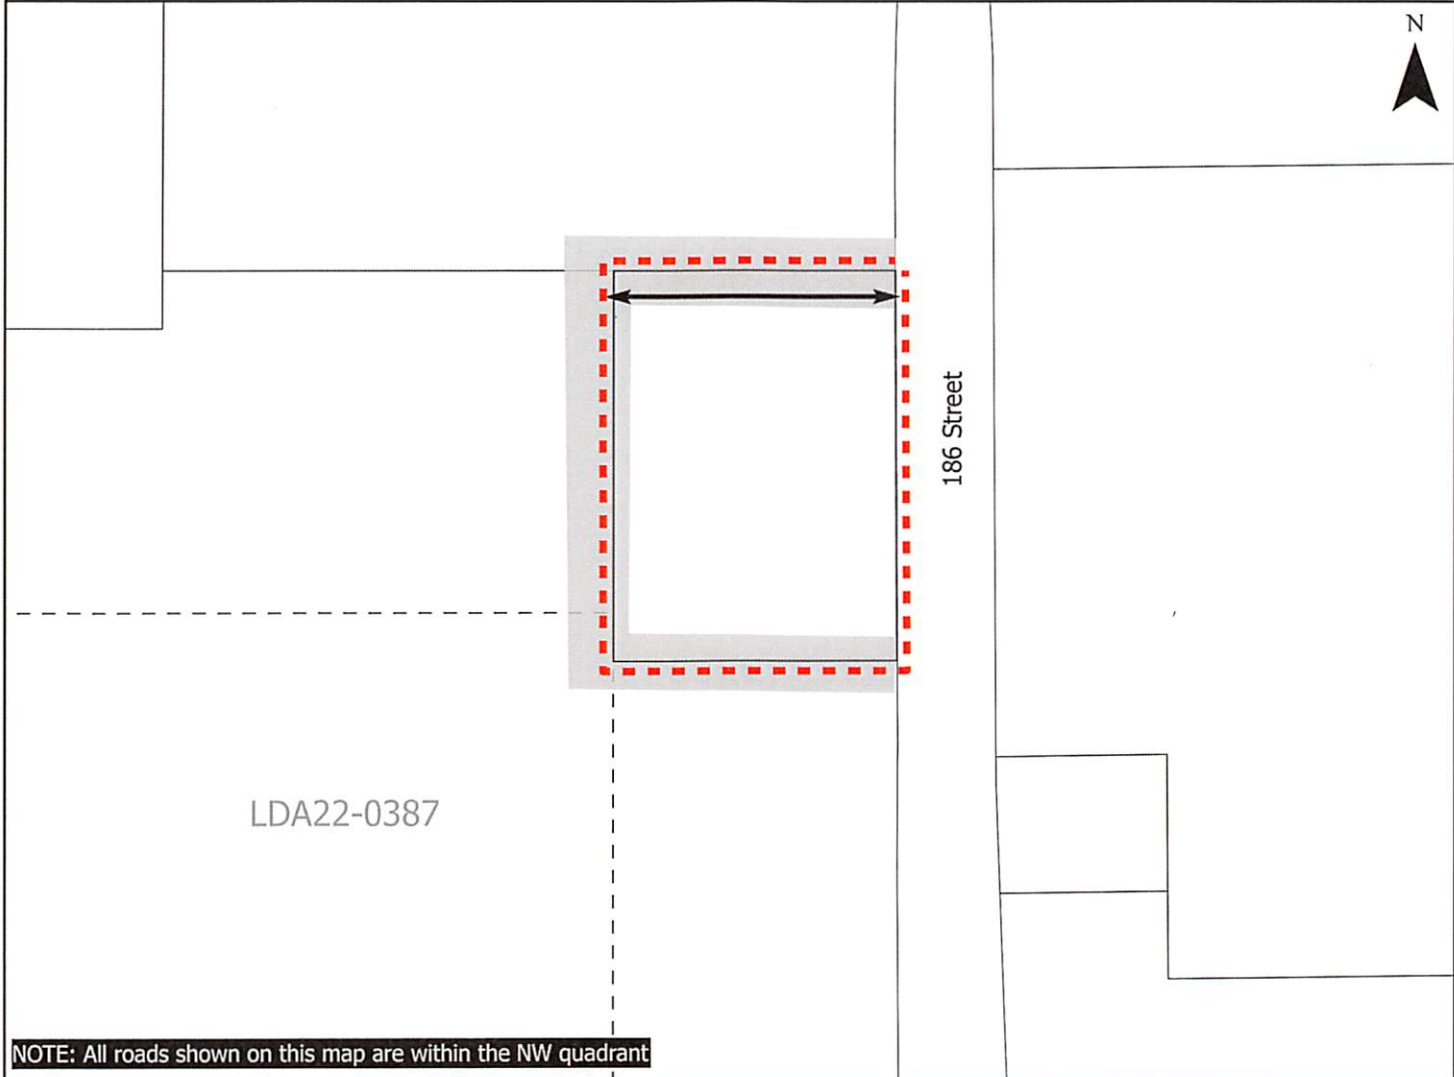 N
186 Street
LDA22-0387
NOTE: All roads shown on this map are within the NW quadrant